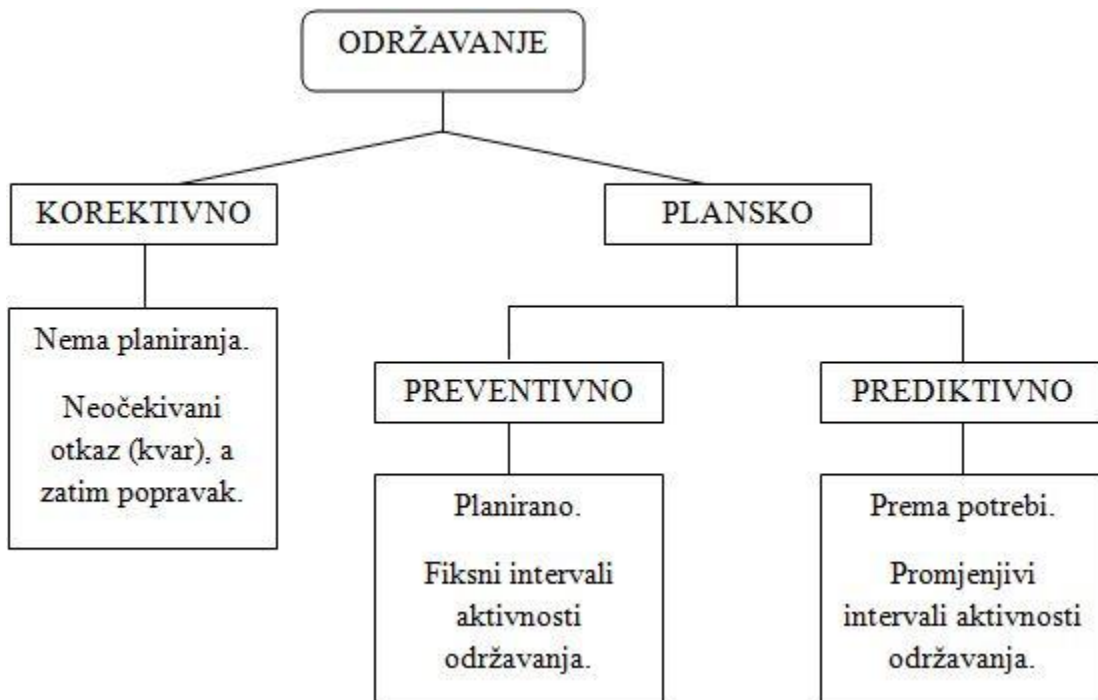 ODRŽAVANJE
KOREKTIVNO
PLANSKO
Nema planiranja.
Neočekivani
otkaz (kvar), a
zatim popravak.
PREVENTIVNO
PREDIKTIVNO
Planirano.
Fiksni intervali
aktivnosti
održavanja.
Prema potrebi.
Promjenjivi
intervali aktivnosti
održavanja.